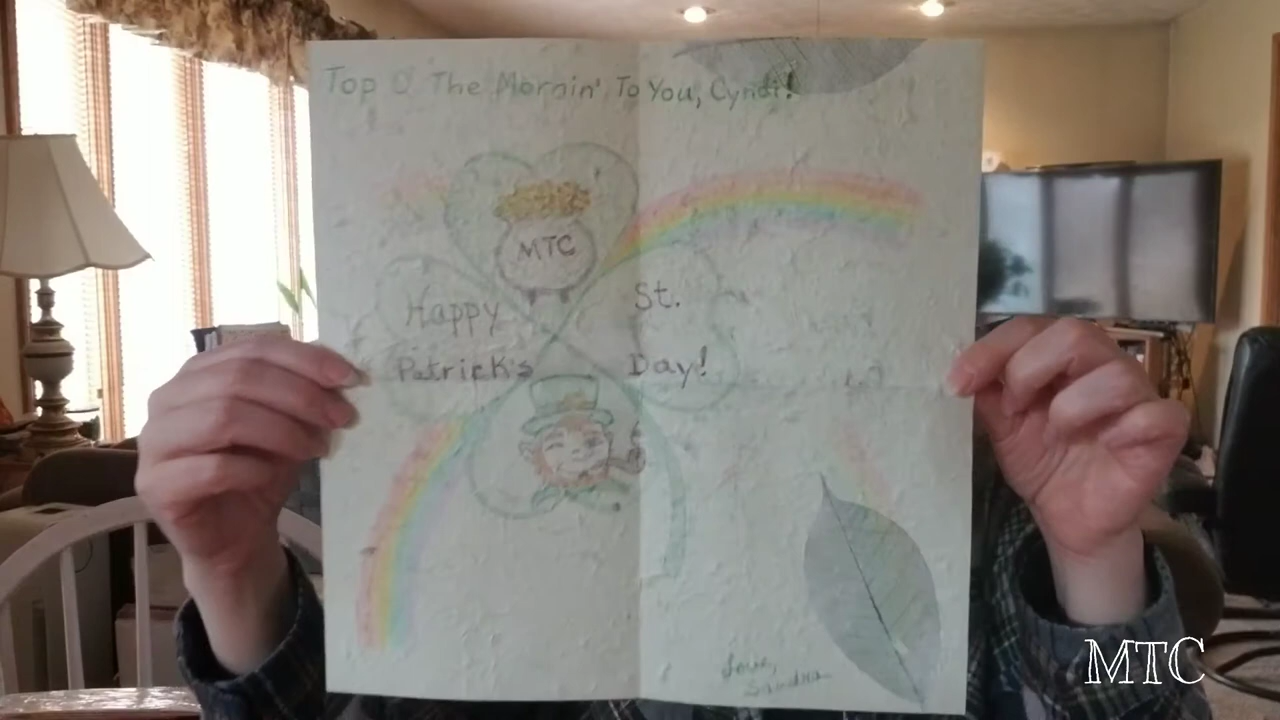 Top O' The Mornin' To You, Cyndi!
MTC
Happy St.
Patrick's Day!
Love,
Sandra
MTC